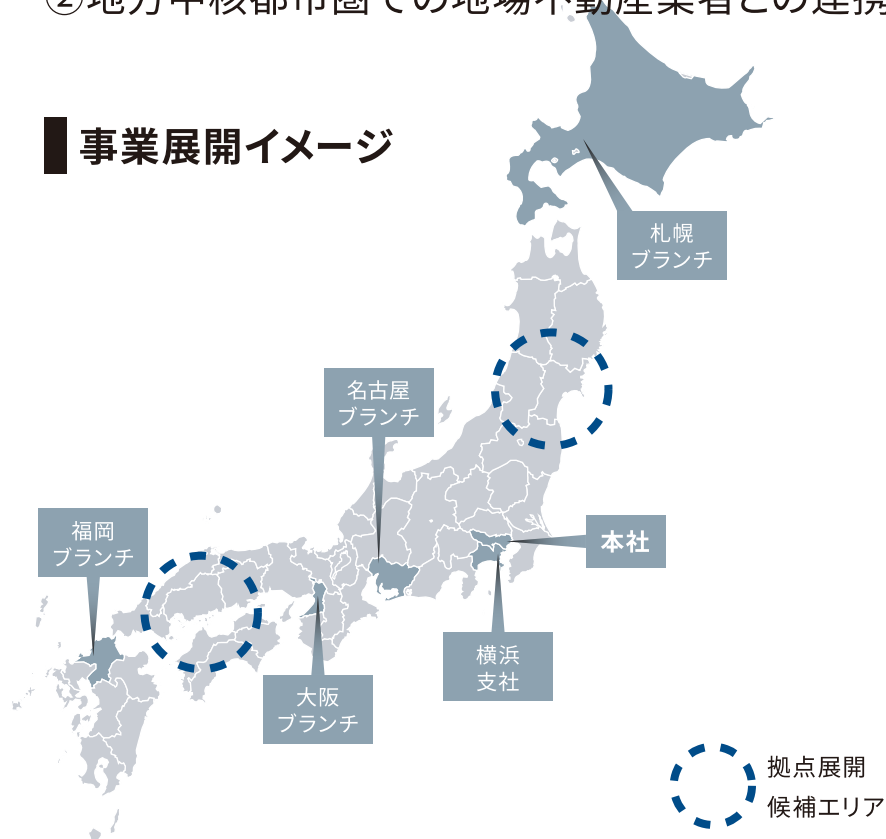 ②地方中核都市圏での地場不動産業者との連携
事業展開イメージ
札幌
ブランチ
名古屋
ブランチ
福岡
ブランチ
本社
横浜
支社
大阪
ブランチ
拠点展開
候補エリア